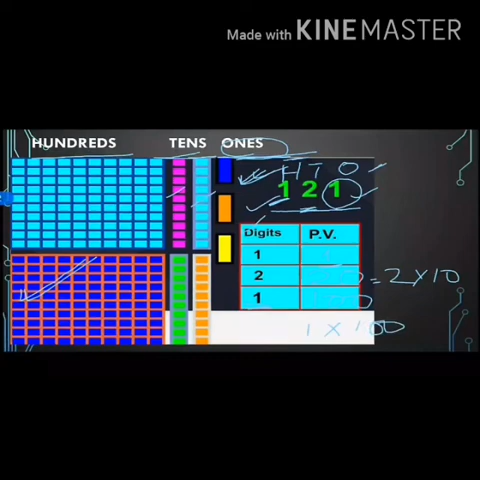 Made with KINEMASTER
HUNDREDS TENS ONES
H T O
1 2 1
Digits P.V.
1
2 = 2 X 10
1
1 X 100